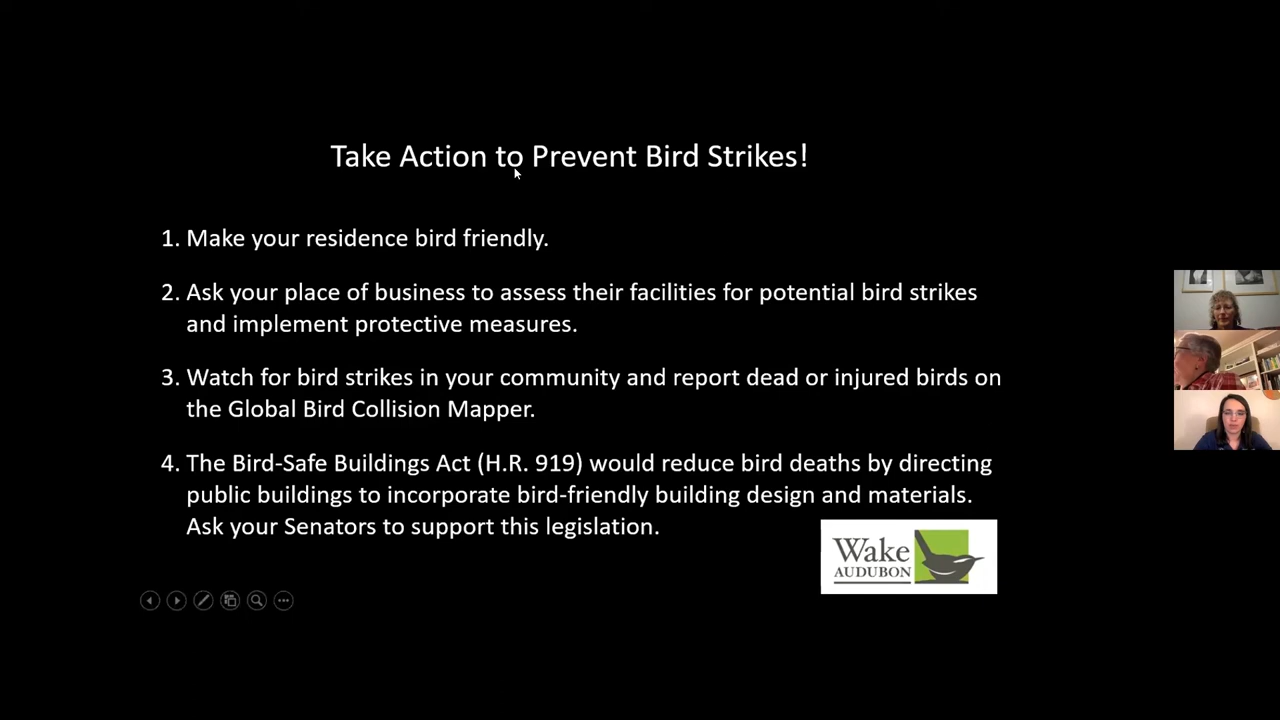 Take Action to Prevent Bird Strikes!
1. Make your residence bird friendly.
2. Ask your place of business to assess their facilities for potential bird strikes
and implement protective measures.
3. Watch for bird strikes in your community and report dead or injured birds on
the Global Bird Collision Mapper.
4. The Bird-Safe Buildings Act (H.R. 919) would reduce bird deaths by directing
public buildings to incorporate bird-friendly building design and materials.
Ask your Senators to support this legislation.
Wake
AUDUBON